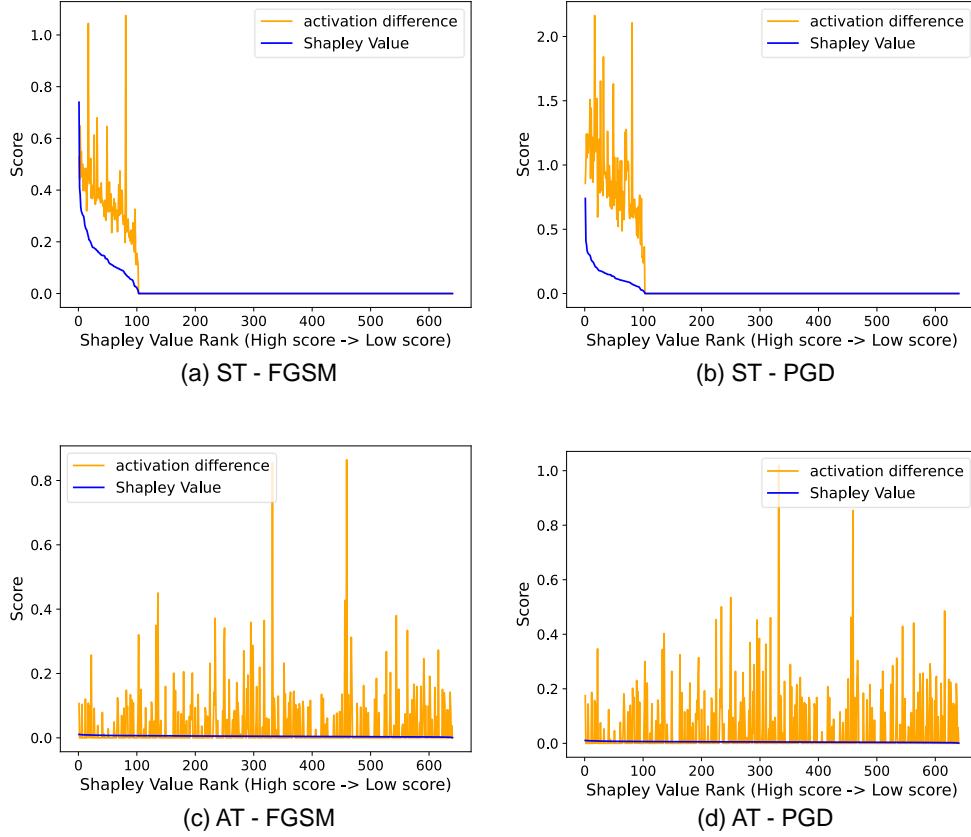 activation difference
Shapley Value
1.0
0.8
0.6
0.4
0.2
0.0
Score
0 100 200 300 400 500 600
Shapley Value Rank (High score -> Low score)
(a) ST - FGSM
activation difference
Shapley Value
2.0
1.5
1.0
0.5
0.0
Score
0 100 200 300 400 500 600
Shapley Value Rank (High score -> Low score)
(b) ST - PGD
activation difference
Shapley Value
0.8
0.6
0.4
0.2
0.0
Score
0 100 200 300 400 500 600
Shapley Value Rank (High score -> Low score)
(c) AT - FGSM
activation difference
Shapley Value
1.0
0.8
0.6
0.4
0.2
0.0
Score
0 100 200 300 400 500 600
Shapley Value Rank (High score -> Low score)
(d) AT - PGD